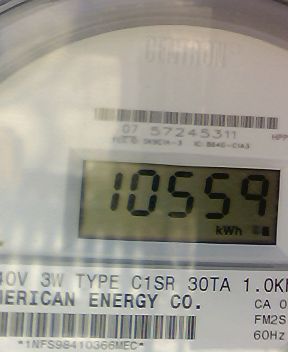 CENTRON
07 57245311
10559
kWh
40V 3W TYPE C1SR 30TA 1.0K
MERICAN ENERGY CO.
CA 0
FM2S
60Hz
*1NFS98410366MEC*